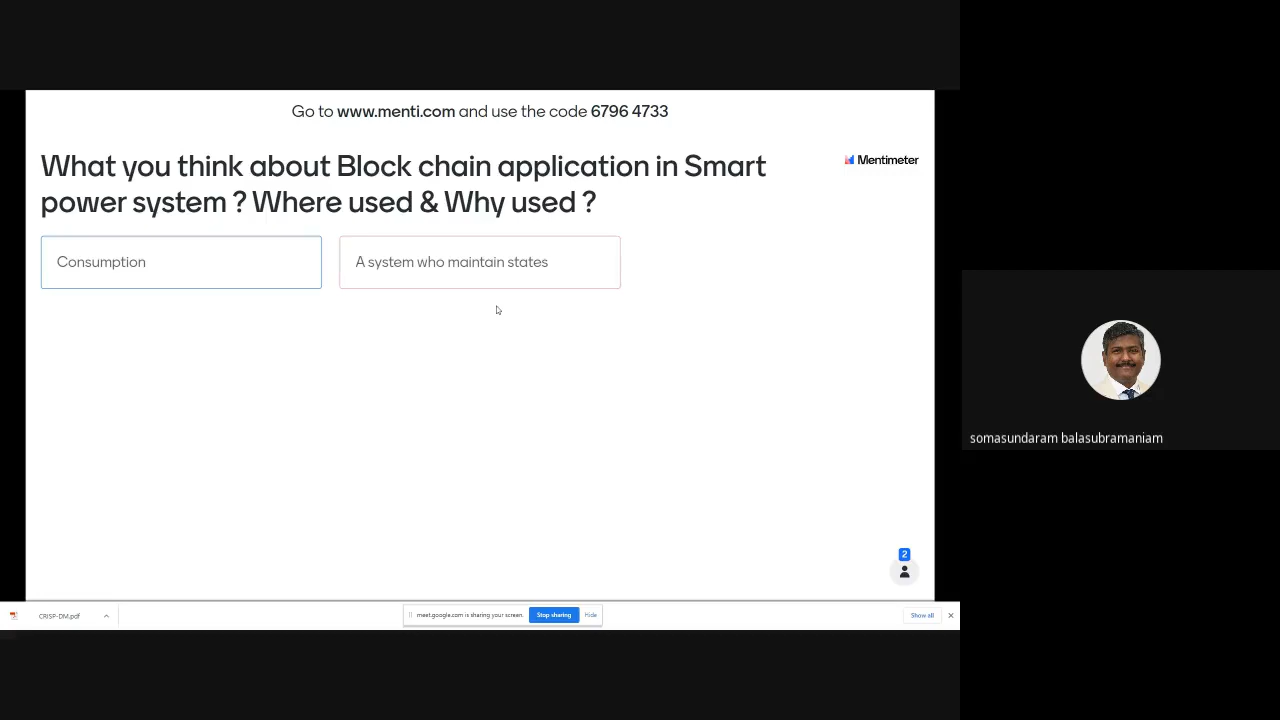 Go to www.menti.com and use the code 6796 4733
What you think about Block chain application in Smart
power system ? Where used & Why used ?
Mentimeter
Consumption
A system who maintain states
somasundaram balasubramaniam
2
CRISP-DM.pdf
meet.google.com is sharing your screen.
Stop sharing
Hide
Show all